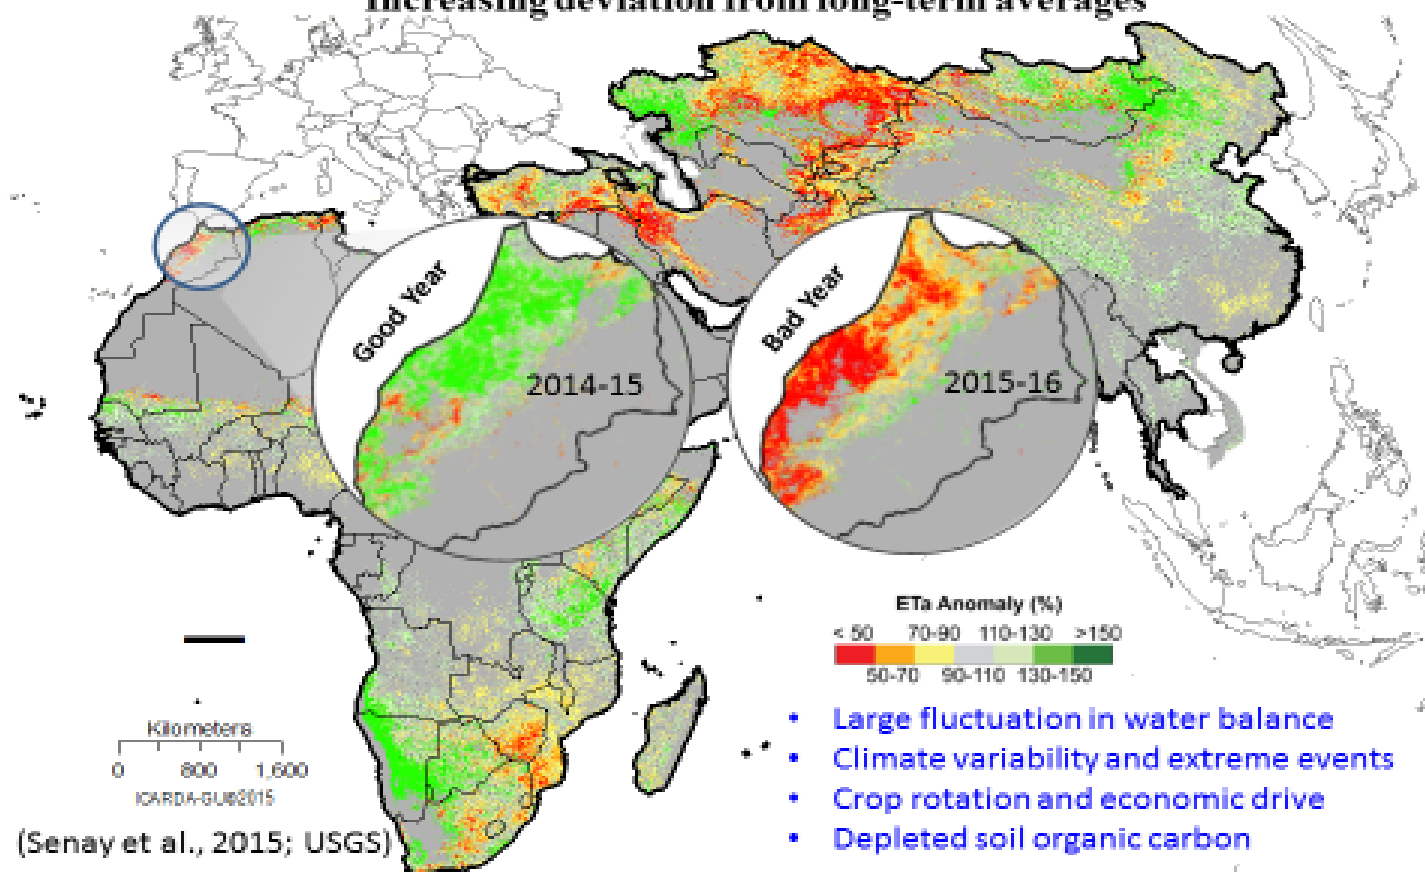 Increasing deviation from long-term averages
Good Year
2014-15
Bad Year
2015-16
ETa Anomaly (%)
< 50 70-90 110-130 >150
50-70 90-110 130-150
Kilometers
0 800 1,600
(Senay et al., 2015; USGS)
• Large fluctuation in water balance
• Climate variability and extreme events
• Crop rotation and economic drive
• Depleted soil organic carbon